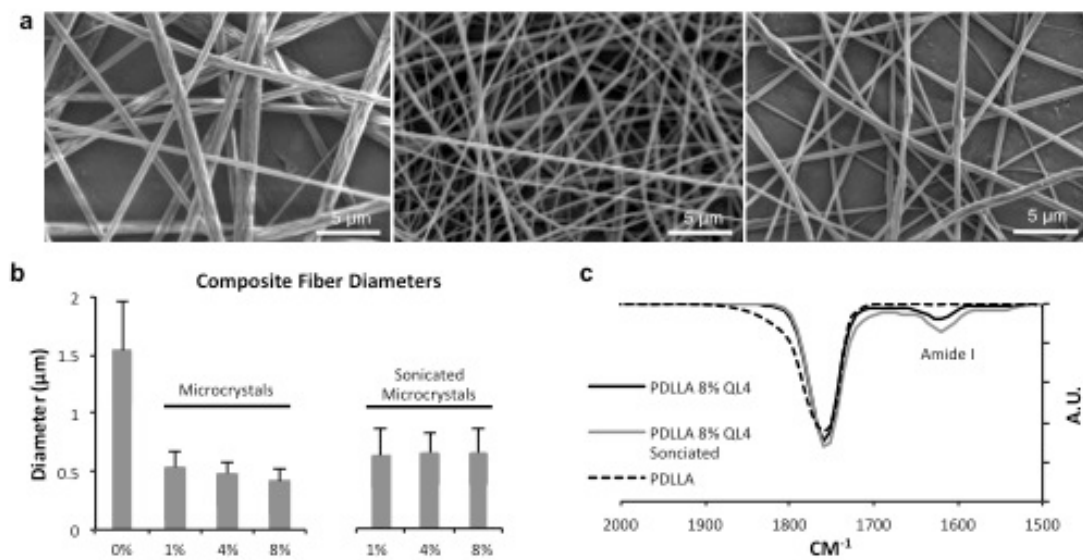 a
5 µm
5 µm
5 µm
b
Composite Fiber Diameters
Diameter (µm)
2
1.5
1
0.5
0
Microcrystals
Sonicated
Microcrystals
0%
1%
4%
8%
1%
4%
8%
c
Amide I
PDLLA 8% QL4
PDLLA 8% QL4
Sonciated
PDLLA
A.U.
2000
1900
1800
1700
1600
1500
CM⁻¹